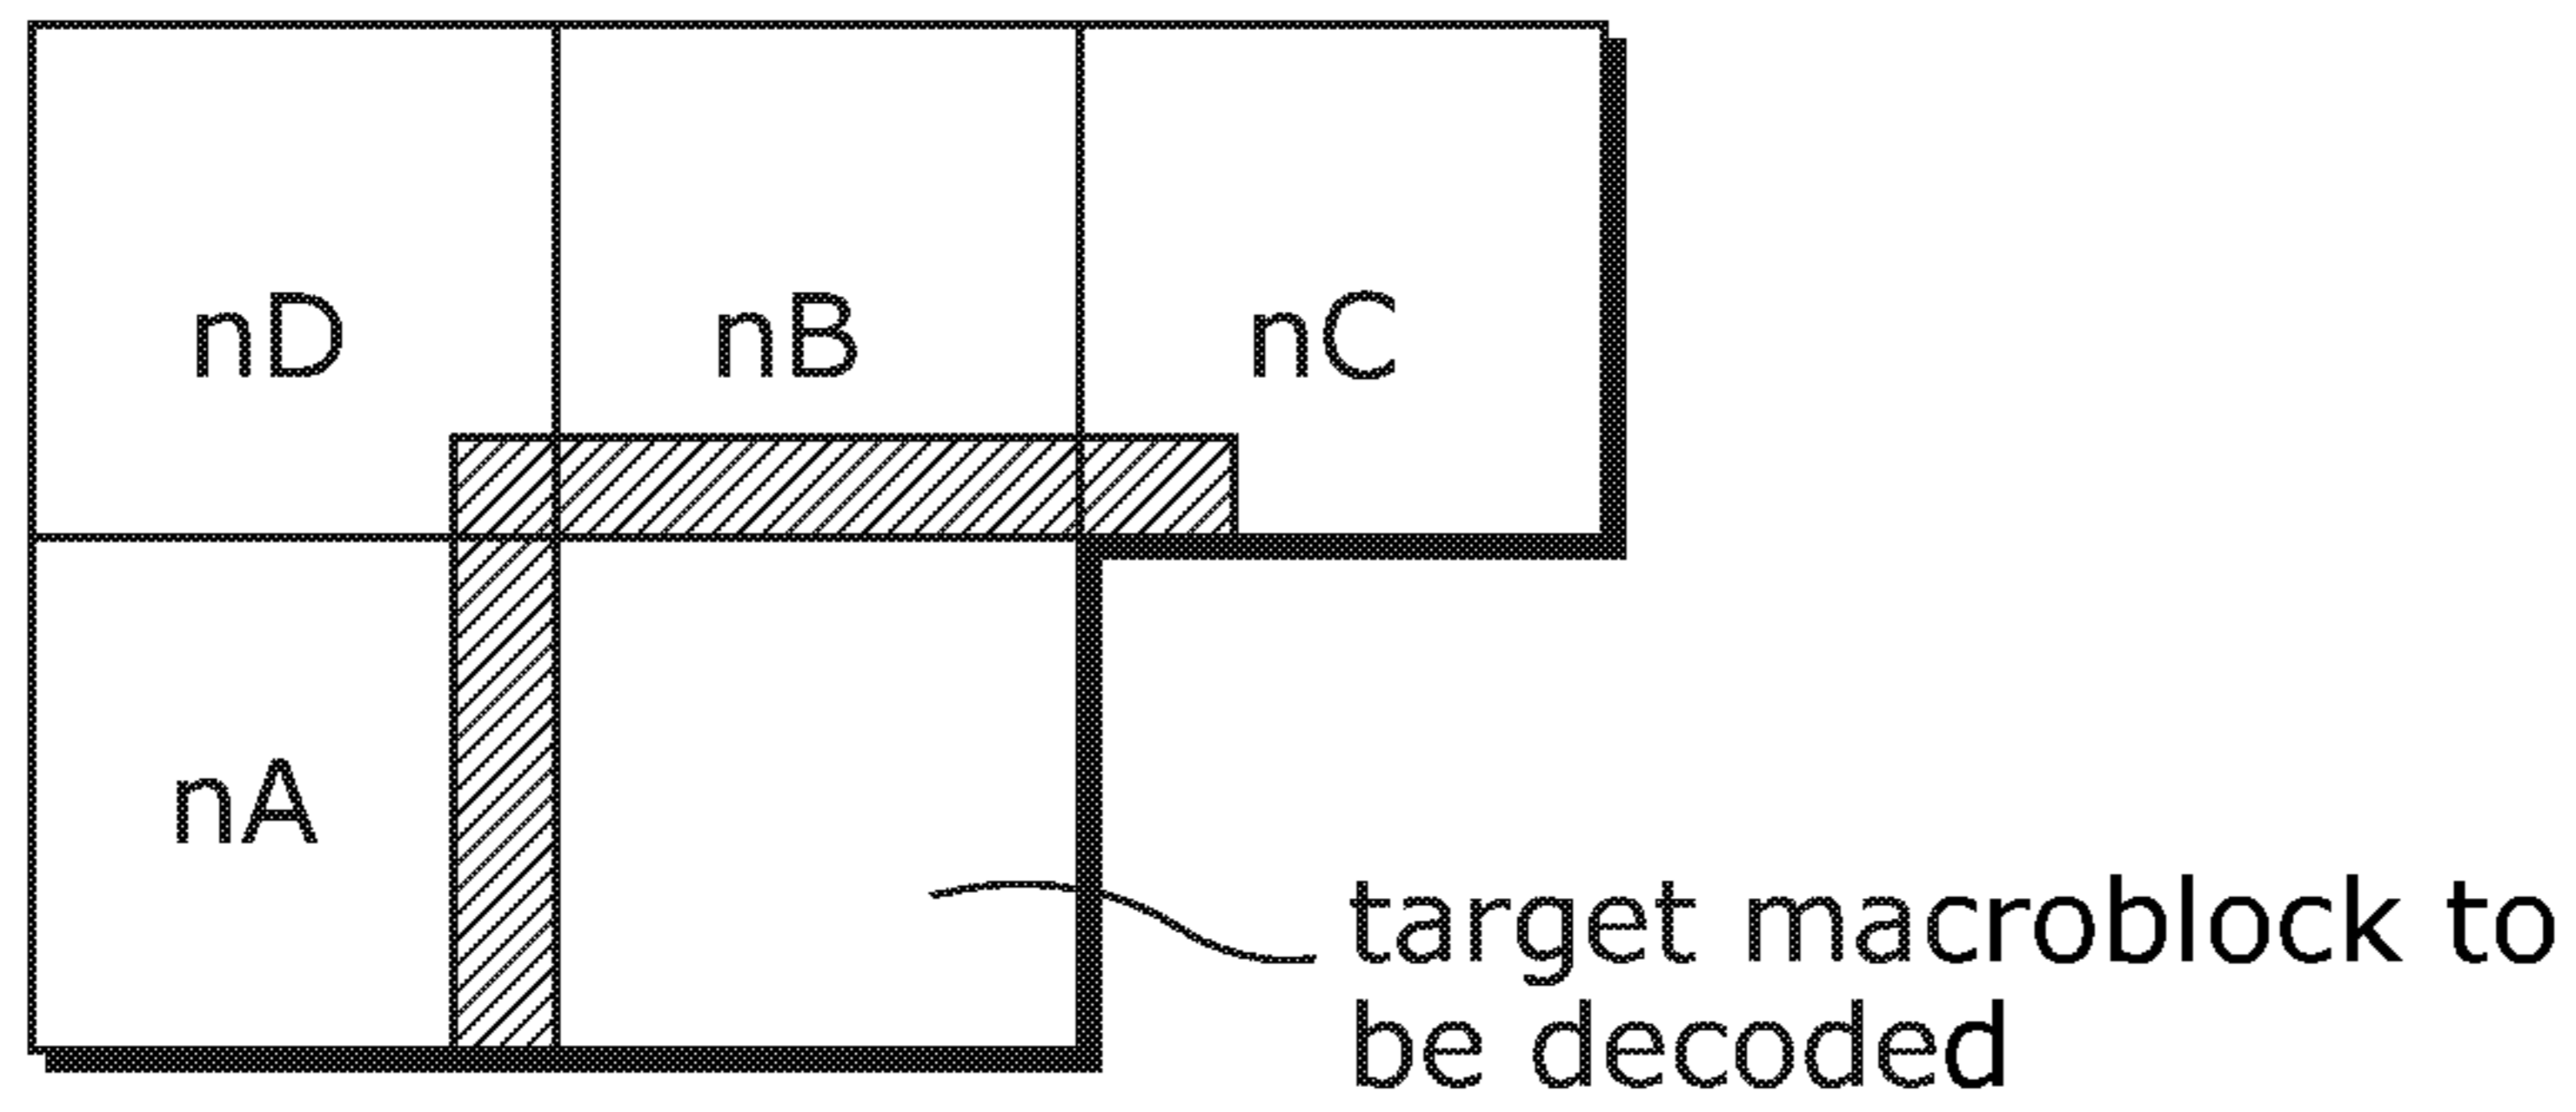 nD
nB
nC
nA
target macroblock to
be decoded